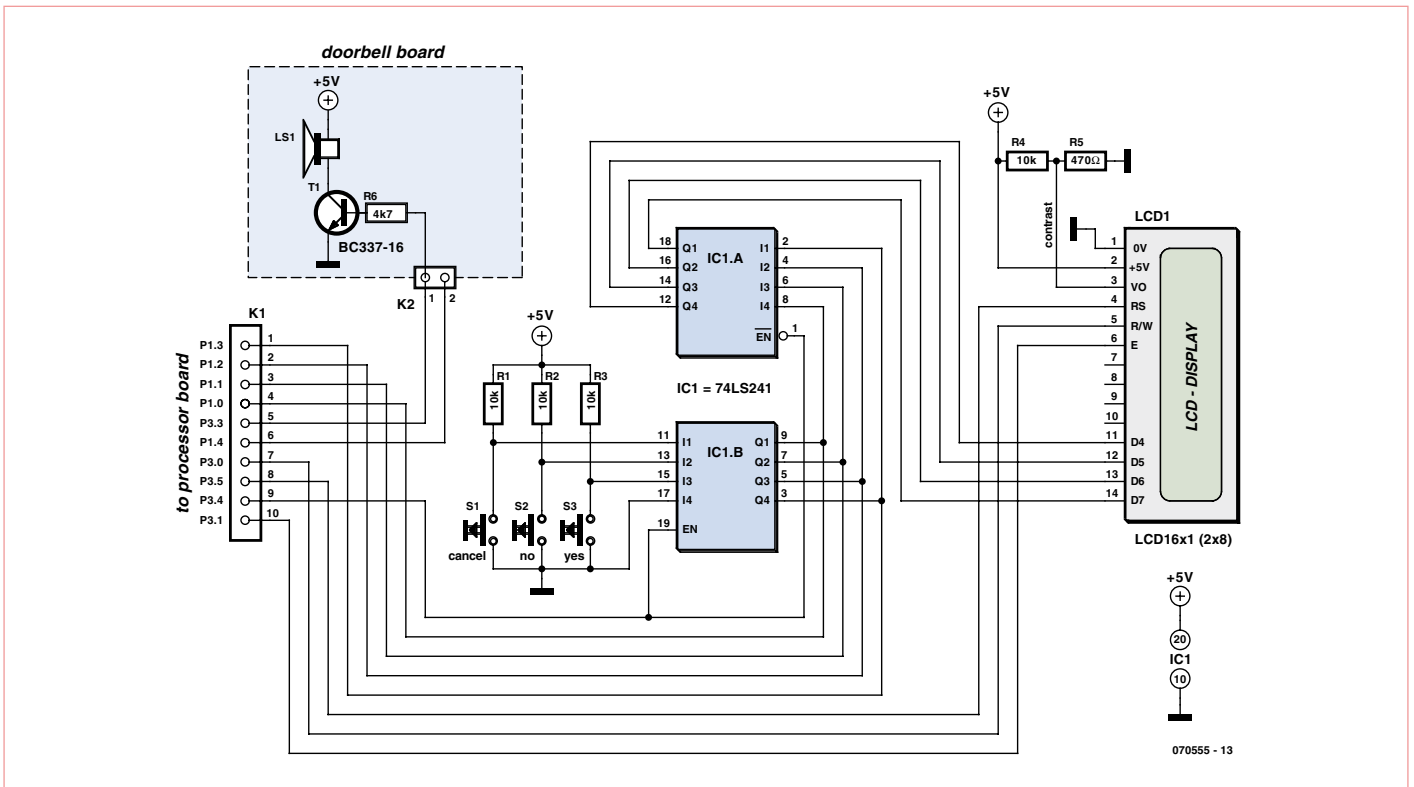 doorbell board
+5V
LS1
T1
R6
4k7
BC337-16
K2
1
2
K1
to processor board
P1.3 1
P1.2 2
P1.1 3
P1.0 4
P3.3 5
P1.4 6
P3.0 7
P3.5 8
P3.4 9
P3.1 10
+5V
R1
R2
R3
10k
10k
10k
S1
S2
S3
cancel
no
yes
IC1.A
18 Q1 I1 2
16 Q2 I2 4
14 Q3 I3 6
12 Q4 I4 8
EN 1
IC1 = 74LS241
IC1.B
11 I1 Q1 9
13 I2 Q2 7
15 I3 Q3 5
17 I4 Q4 3
19 EN
+5V
R4
10k
R5
470Ω
contrast
LCD1
1 0V
2 +5V
3 VO
4 RS
5 R/W
6 E
7
8
9
10
11 D4
12 D5
13 D6
14 D7
LCD - DISPLAY
LCD16x1 (2x8)
+5V
20
IC1
10
070555 - 13